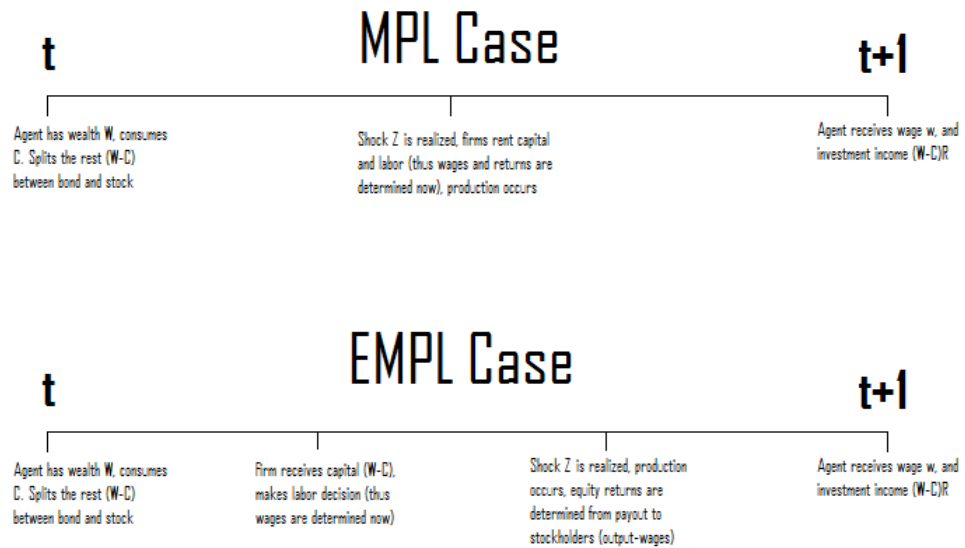 MPL Case
t
t+1
Agent has wealth W, consumes
C. Splits the rest (W-C)
between bond and stock
Shock Z is realized, firms rent capital
and labor (thus wages and returns are
determined now), production occurs
Agent receives wage w, and
investment income (W-C)R
EMPL Case
t
t+1
Agent has wealth W, consumes
C. Splits the rest (W-C)
between bond and stock
Firm receives capital (W-C),
makes labor decision (thus
wages are determined now)
Shock Z is realized, production
occurs, equity returns are
determined from payout to
stockholders (output-wages)
Agent receives wage w, and
investment income (W-C)R